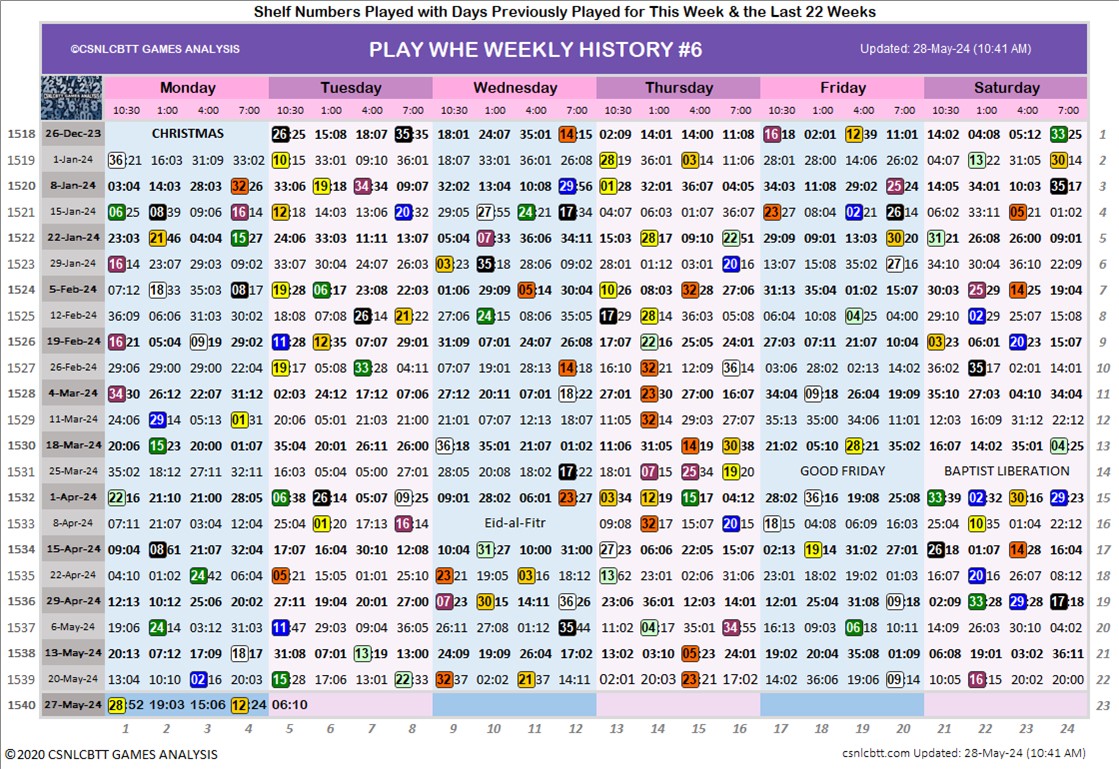 Shelf Numbers Played with Days Previously Played for This Week & the Last 22 Weeks
©CSNLCBTT GAMES ANALYSIS PLAY WHE WEEKLY HISTORY #6 Updated: 28-May-24 (10:41 AM)
Monday Tuesday Wednesday Thursday Friday Saturday
10:30 1:00 4:00 7:00 10:30 1:00 4:00 7:00 10:30 1:00 4:00 7:00 10:30 1:00 4:00 7:00 10:30 1:00 4:00 7:00 10:30 1:00 4:00 7:00
1518 26-Dec-23 CHRISTMAS 26:25 15:08 18:07 35:35 18:01 24:07 35:01 14:15 02:09 14:01 14:00 11:08 16:18 02:01 12:39 11:01 14:02 04:08 05:12 33:25 1
1519 1-Jan-24 36:21 16:03 31:09 33:02 10:15 33:01 09:10 36:01 18:07 33:01 36:01 26:08 28:19 36:01 03:14 11:06 28:01 28:00 14:06 26:02 04:07 13:22 31:05 30:14 2
1520 8-Jan-24 03:04 14:03 28:03 32:26 33:06 19:18 34:34 09:07 32:02 13:04 10:08 29:56 01:28 32:01 36:07 04:05 34:03 11:08 29:02 25:24 14:05 34:01 10:03 35:17 3
1521 15-Jan-24 06:25 08:39 09:06 16:14 12:18 14:03 13:06 20:32 29:05 27:55 24:21 17:34 04:07 06:03 01:07 36:07 23:27 08:04 02:21 26:14 06:02 33:11 05:21 01:02 4
1522 22-Jan-24 23:03 21:46 04:04 15:27 24:06 33:03 11:11 13:07 05:04 07:33 36:06 34:11 15:03 28:17 09:10 22:51 29:09 09:01 13:03 30:20 31:21 26:08 26:00 09:01 5
1523 29-Jan-24 16:14 23:07 29:03 09:02 33:07 30:04 24:07 26:03 03:23 35:18 28:06 09:02 28:01 01:12 03:01 20:16 13:07 1:08 35:02 27:16 34:10 30:04 36:10 22:09 6
1524 5-Feb-24 07:12 18:33 35:03 08:17 19:28 06:17 23:08 22:03 01:06 29:09 05:14 30:04 10:26 08:03 32:28 27:06 31:13 35:04 01:02 15:07 30:03 25:29 14:25 19:04 7
1525 12-Feb-24 36:09 06:06 31:03 30:02 18:08 07:08 26:14 21:22 27:06 24:15 08:06 35:05 17:29 28:14 36:03 05:08 06:04 10:08 04:25 04:00 29:10 02:29 25:07 15:08 8
1526 19-Feb-24 16:21 05:04 09:19 29:02 11:28 12:35 07:07 29:01 31:09 07:01 24:07 26:08 17:07 22:16 25:05 24:01 27:03 07:11 21:07 10:04 03:23 06:01 20:23 15:07 9
1527 26-Feb-24 29:06 29:00 29:00 22:04 19:17 05:08 33:28 04:11 07:07 19:01 28:13 14:18 16:10 32:21 12:09 36:14 03:06 28:02 02:13 14:02 36:02 35:17 02:01 22:10 10
1528 4-Mar-24 34:30 26:12 22:07 31:12 02:03 24:12 17:12 07:06 27:12 20:11 07:01 18:22 27:01 23:30 27:00 16:07 34:04 09:18 26:04 19:09 35:10 27:03 04:10 34:04 11
1529 11-Mar-24 24:06 29:14 05:13 01:31 20:06 05:01 21:03 21:00 21:01 07:07 12:13 18:07 11:05 32:14 29:03 27:07 35:13 35:00 34:06 11:01 12:03 16:09 31:12 22:12 12
1530 18-Mar-24 20:06 15:23 20:00 01:07 35:04 20:01 26:11 26:00 36:18 35:01 21:07 01:01 11:06 31:05 14:19 30:38 21:02 05:10 28:21 35:02 16:07 14:02 35:01 04:25 13
1531 25-Mar-24 35:02 18:12 27:11 32:11 16:03 05:04 05:00 27:01 28:05 20:08 18:02 17:22 18:01 07:15 25:34 19:20 GOOD FRIDAY BAPTIST LIBERATION 14
1532 1-Apr-24 22:16 21:10 21:00 28:05 06:38 26:14 05:07 09:25 09:01 28:02 06:01 23:27 03:34 12:19 15:15 04:12 28:02 36:16 19:08 25:08 33:39 02:32 30:16 29:23 15
1533 8-Apr-24 07:11 21:07 03:04 12:04 25:04 01:20 17:13 16:14 Eid-al-Fitr 09:08 32:17 15:07 20:15 18:15 04:08 06:09 16:03 25:04 10:35 01:04 22:12 16
1534 15-Apr-24 09:04 08:61 21:07 32:04 17:07 16:04 30:10 12:08 10:04 31:27 10:00 31:00 27:23 06:06 22:05 15:07 02:13 19:14 31:02 27:01 26:18 01:07 14:28 16:04 17
1535 22-Apr-24 04:10 01:02 24:42 06:04 05:21 15:05 01:01 25:10 23:21 19:05 03:16 18:12 13:62 23:01 02:06 31:06 23:01 18:02 19:02 18:01 16:07 20:16 26:07 08:12 18
1536 29-Apr-24 12:13 10:12 25:06 20:02 27:11 19:04 20:01 27:00 07:23 30:15 14:11 36:26 23:06 36:01 12:03 14:01 12:01 25:04 31:08 09:18 02:09 33:28 29:28 17:18 19
1537 6-May-24 19:06 24:14 03:12 31:03 11:47 29:03 09:04 36:05 26:11 27:08 01:12 35:44 11:02 04:17 35:01 34:55 16:13 09:03 06:18 10:11 14:09 26:03 30:10 04:02 20
1538 13-May-24 20:13 07:12 17:09 18:17 31:08 07:01 13:19 13:00 24:09 19:09 26:04 17:02 13:02 03:10 05:23 24:01 19:02 20:04 35:08 01:09 06:08 19:01 03:02 36:11 21
1539 20-May-24 13:04 10:10 02:16 20:03 15:28 17:06 13:01 22:33 32:37 02:02 21:37 14:11 02:01 20:03 23:21 17:02 14:02 36:06 19:06 09:14 10:05 16:15 20:02 20:00 22
1540 27-May-24 28:52 19:03 15:06 12:24 06:10 23
1 2 3 4 5 6 7 8 9 10 11 12 13 14 15 16 17 18 19 20 21 22 23 24
©2020 CSNLCBTT GAMES ANALYSIS csnlcbtt.com Updated: 28-May-24 (10:41 AM)